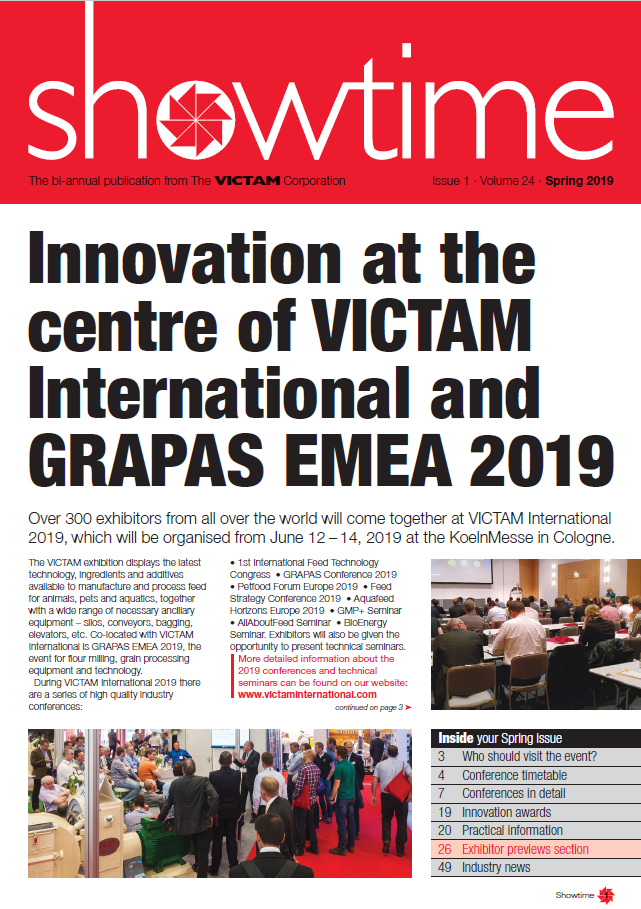 showtime
The bi-annual publication from The VICTAM Corporation
Issue 1 · Volume 24 · Spring 2019
Innovation at the
centre of VICTAM
International and
GRAPAS EMEA 2019
Over 300 exhibitors from all over the world will come together at VICTAM International
2019, which will be organised from June 12 – 14, 2019 at the KoelnMesse in Cologne.
The VICTAM exhibition displays the latest
technology, ingredients and additives
available to manufacture and process feed
for animals, pets and aquatics, together
with a wide range of necessary ancillary
equipment – silos, conveyors, bagging,
elevators, etc. Co-located with VICTAM
International is GRAPAS EMEA 2019, the
event for flour milling, grain processing
equipment and technology.
During VICTAM International 2019 there
are a series of high quality industry
conferences:
• 1st International Feed Technology
Congress • GRAPAS Conference 2019
• Petfood Forum Europe 2019 • Feed
Strategy Conference 2019 • Aquafeed
Horizons Europe 2019 • GMP+ Seminar
• AllAboutFeed Seminar • BioEnergy
Seminar. Exhibitors will also be given the
opportunity to present technical seminars.
More detailed information about the
2019 conferences and technical
seminars can be found on our website:
www.victaminternational.com
continued on page 3 ➤
Inside your Spring Issue
3 Who should visit the event?
4 Conference timetable
7 Conferences in detail
19 Innovation awards
20 Practical information
26 Exhibitor previews section
49 Industry news
Showtime 1